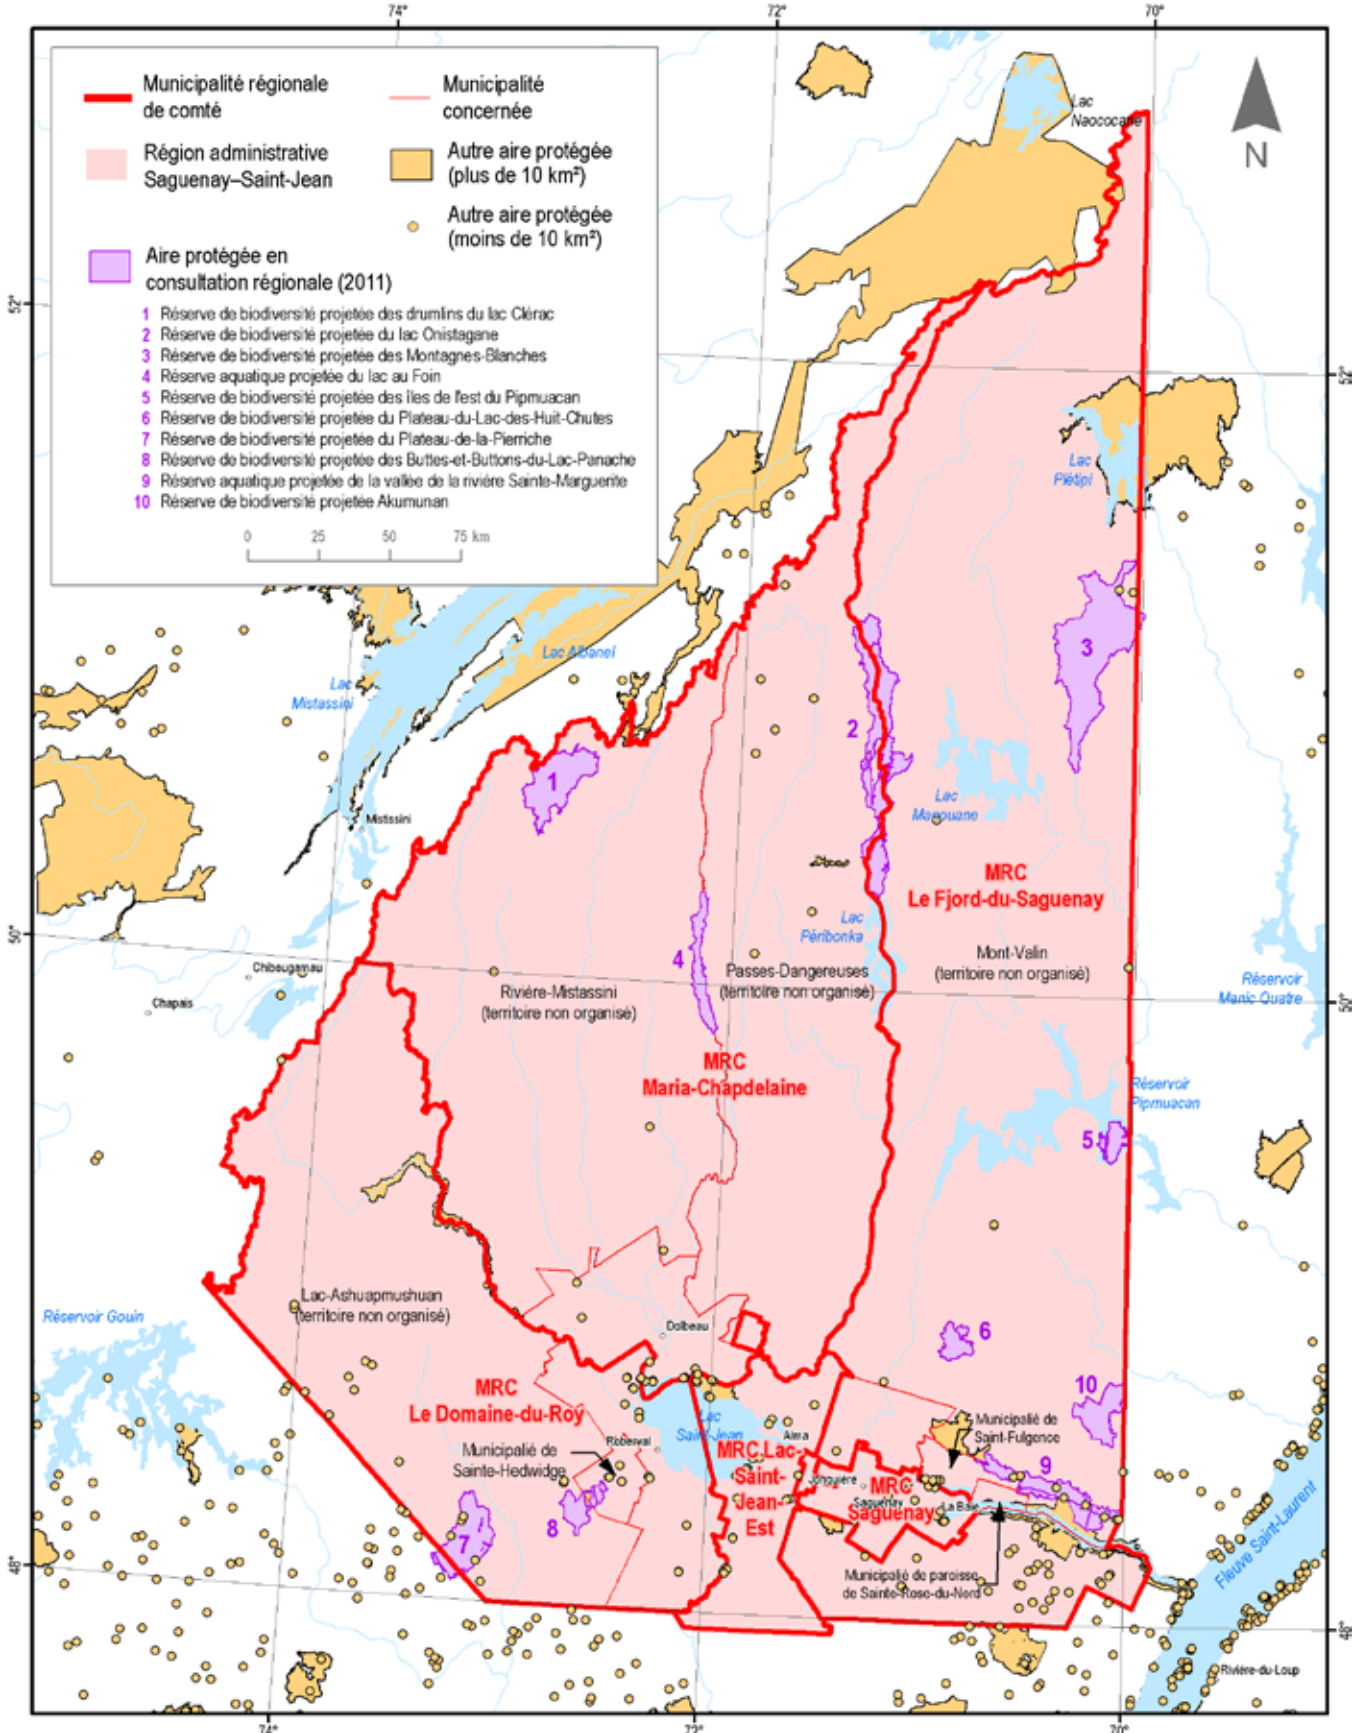 74°
72°
70°
Municipalité régionale
de comté
Municipalité
concernée
Région administrative
Saguenay–Saint-Jean
Autre aire protégée
(plus de 10 km²)
Autre aire protégée
(moins de 10 km²)
Aire protégée en
consultation régionale (2011)
1 Réserve de biodiversité projetée des drumlins du lac Clérac
2 Réserve de biodiversité projetée du lac Onistagane
3 Réserve de biodiversité projetée des Montagnes-Blanches
4 Réserve aquatique projetée du lac au Foin
5 Réserve de biodiversité projetée des îles de l'est du Pipmuacan
6 Réserve de biodiversité projetée du Plateau-du-Lac-des-Huit-Chutes
7 Réserve de biodiversité projetée du Plateau-de-la-Pierriche
8 Réserve de biodiversité projetée des Buttes-et-Buttons-du-Lac-Panache
9 Réserve aquatique projetée de la vallée de la rivière Sainte-Marguerite
10 Réserve de biodiversité projetée Akumunan
0 25 50 75 km
N
Lac
Naococane
52°
52°
Lac
Piétipi
3
Lac Albanel
Lac
Mistassini
2
1
Lac
Manouane
Mistissini
MRC
Le Fjord-du-Saguenay
Lac
Péribonka
50°
4
Passes-Dangereuses
(territoire non organisé)
Mont-Valin
(territoire non organisé)
Chibougamau
Chapais
Rivière-Mistassini
(territoire non organisé)
Réservoir
Manic Quatre
50°
MRC
Maria-Chapdelaine
Réservoir
Pipmuacan
5
Lac-Ashuapmushuan
(territoire non organisé)
Réservoir Gouin
Dolbeau
6
MRC
Le Domaine-du-Roy
10
Lac
Saint-Jean
Alma
Municipalié de
Saint-Fulgence
Roberval
Municipalié de
Sainte-Hedwidge
MRC Lac-
Saint-
Jean-
Est
9
Jonquière
MRC
Saguenay
Saguenay
La Baie
8
7
Municipalié de paroisse
de Sainte-Rose-du-Nord
Fleuve Saint-Laurent
48°
48°
Rivière-du-Loup
74°
72°
70°